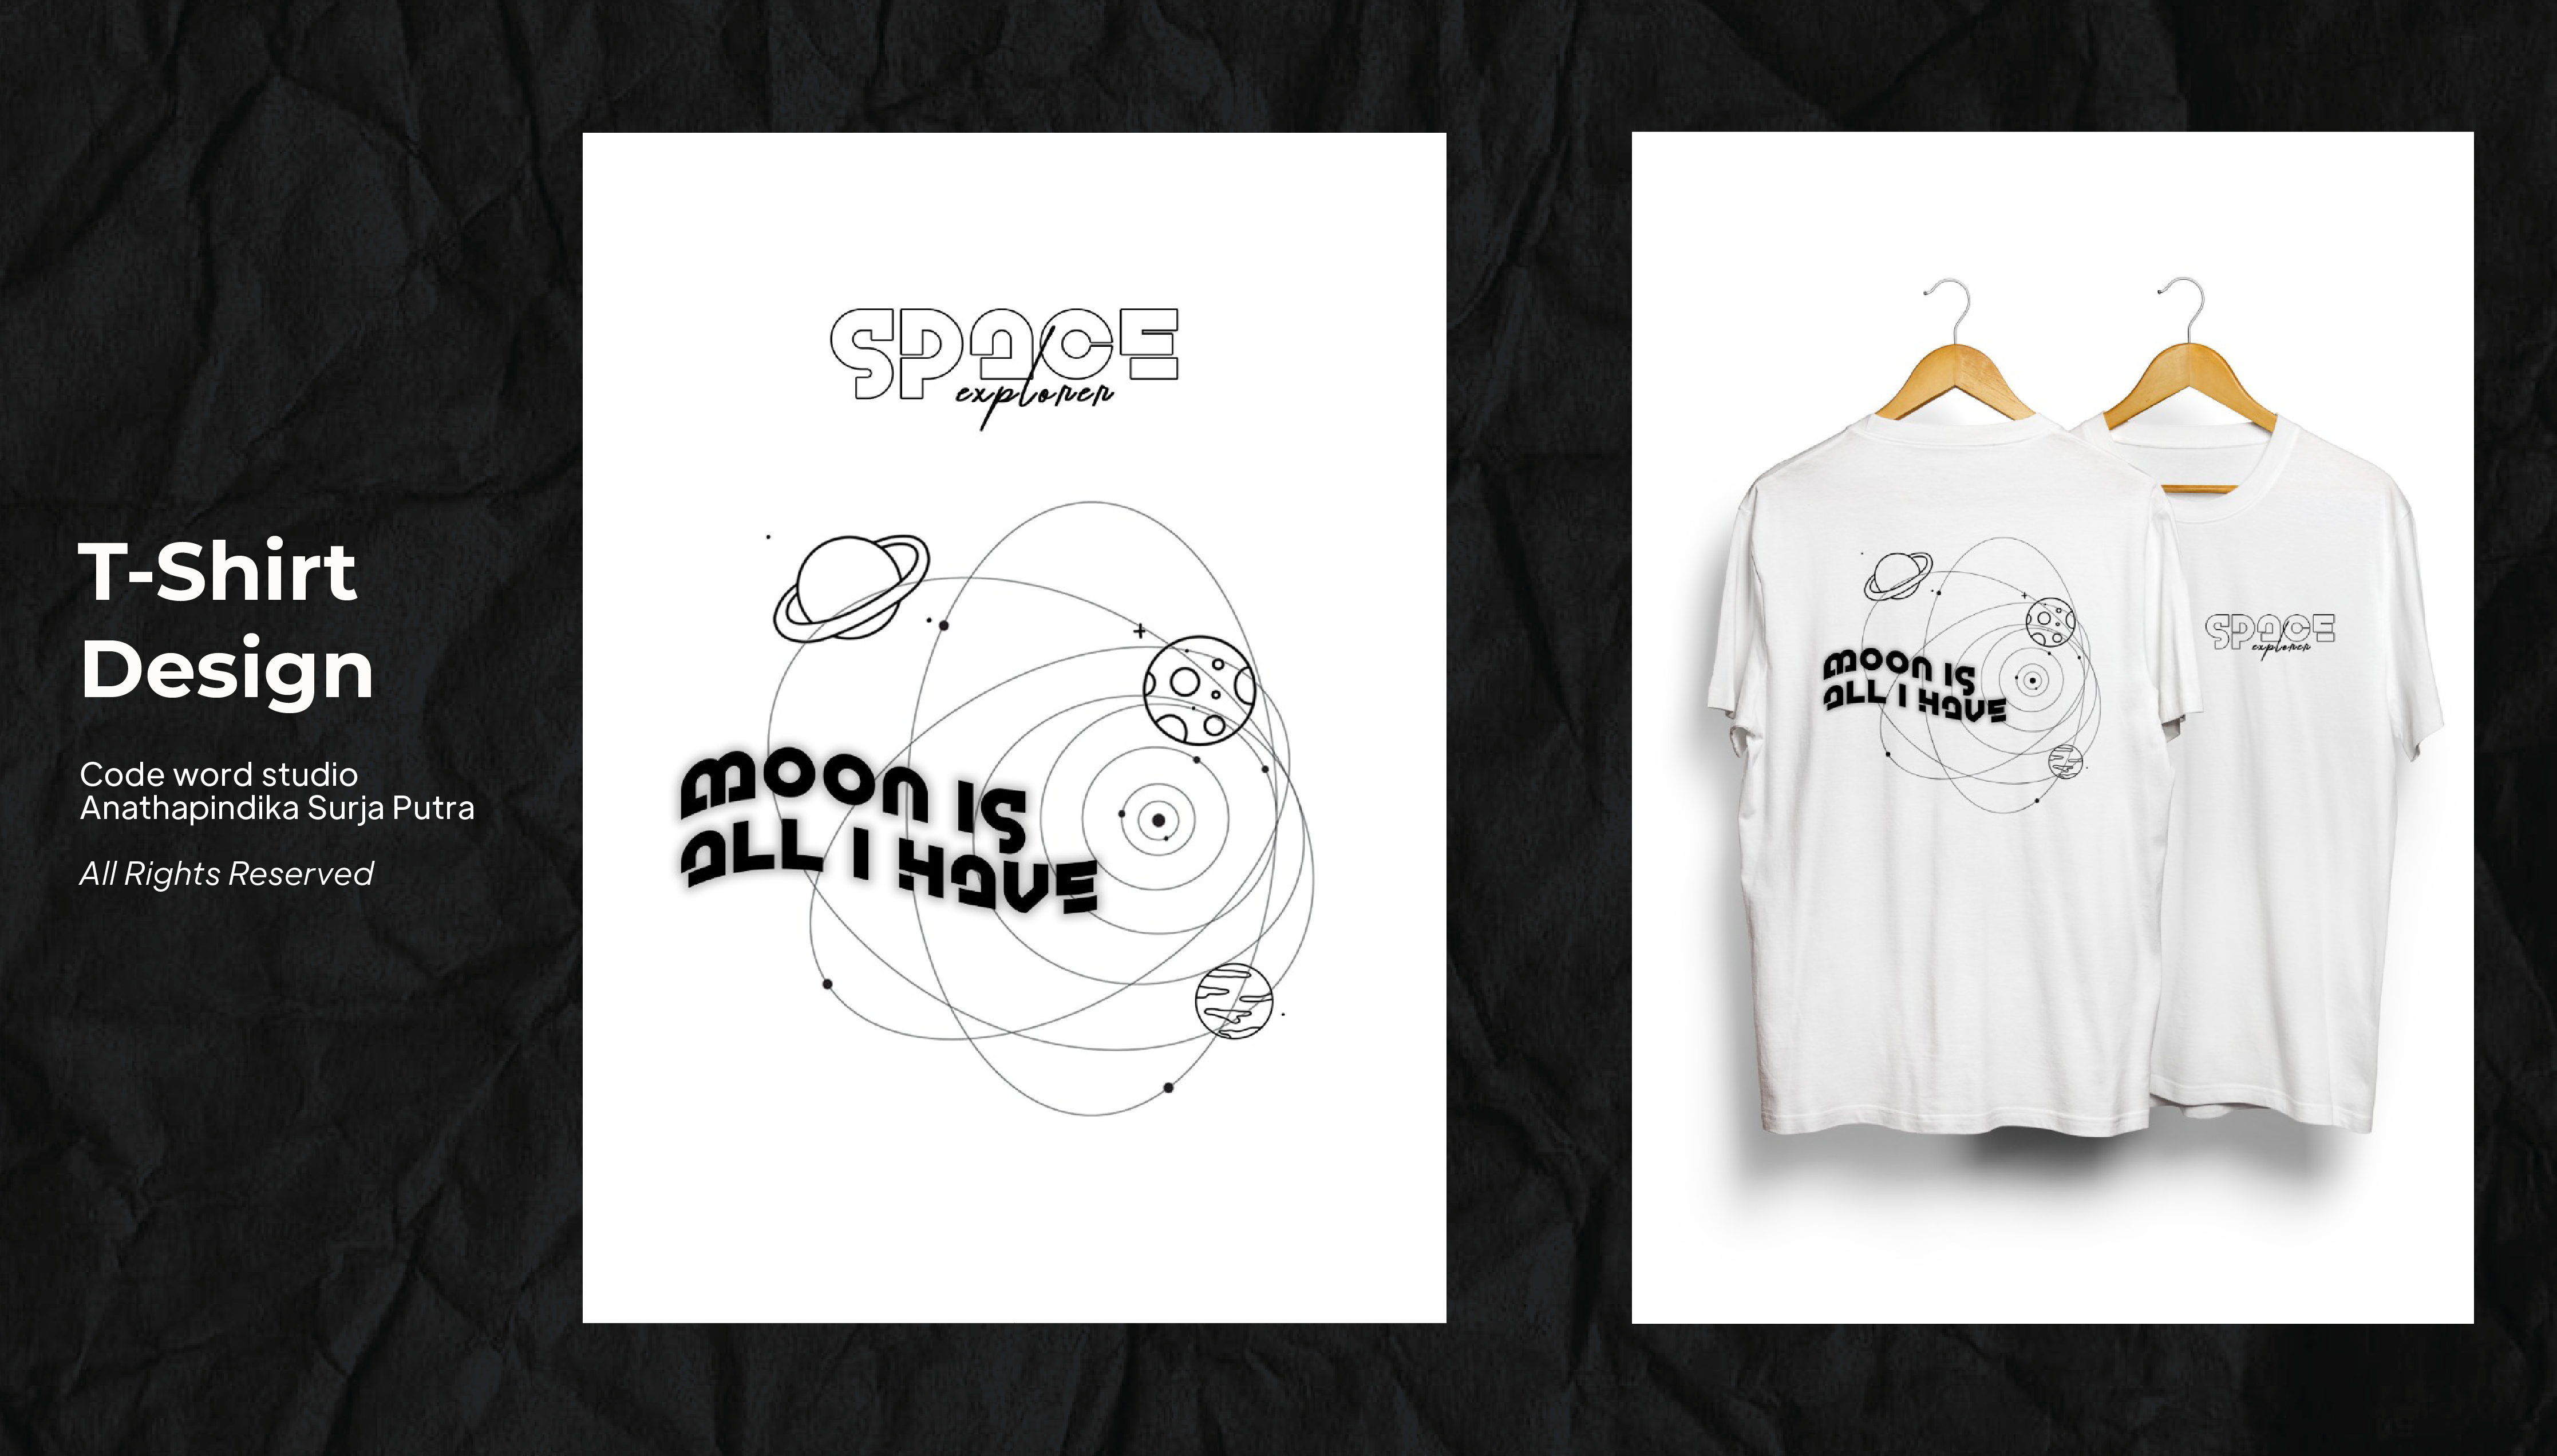 T-Shirt
Design
Code word studio
Anathapindika Surja Putra
All Rights Reserved
SPACE
explorer
MOON IS
ALL I HAVE
MOON IS
ALL I HAVE
SPACE
explorer